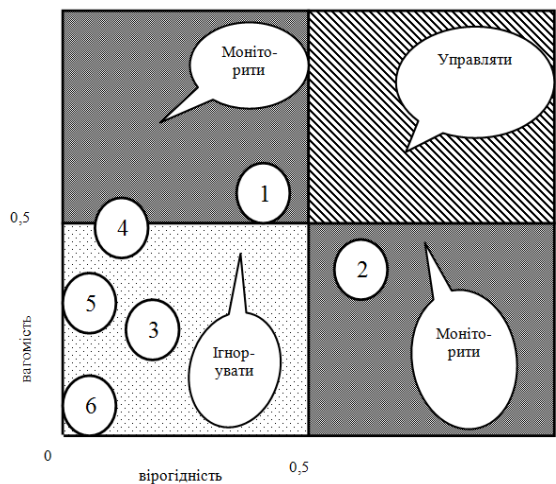 Моніто-
рити
Управляти
1
0,5
4
2
5
3
Моніто-
рити
Ігнор-
увати
6
вагомість
0
0,5
вірогідність